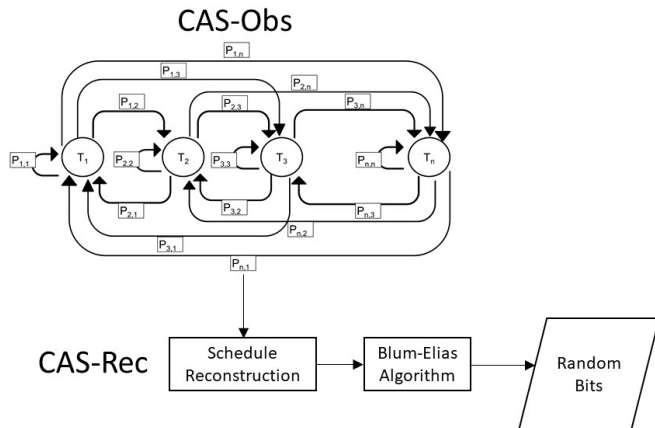 CAS-Obs
P1,n
P1,3
P2,n
P1,2
P2,3
P3,n
P1,1
T1
P2,2
T2
P3,3
T3
Pn,n
Tn
P2,1
P3,2
Pn,3
Pn,2
P3,1
Pn,1
CAS-Rec
Schedule
Reconstruction
Blum-Elias
Algorithm
Random
Bits